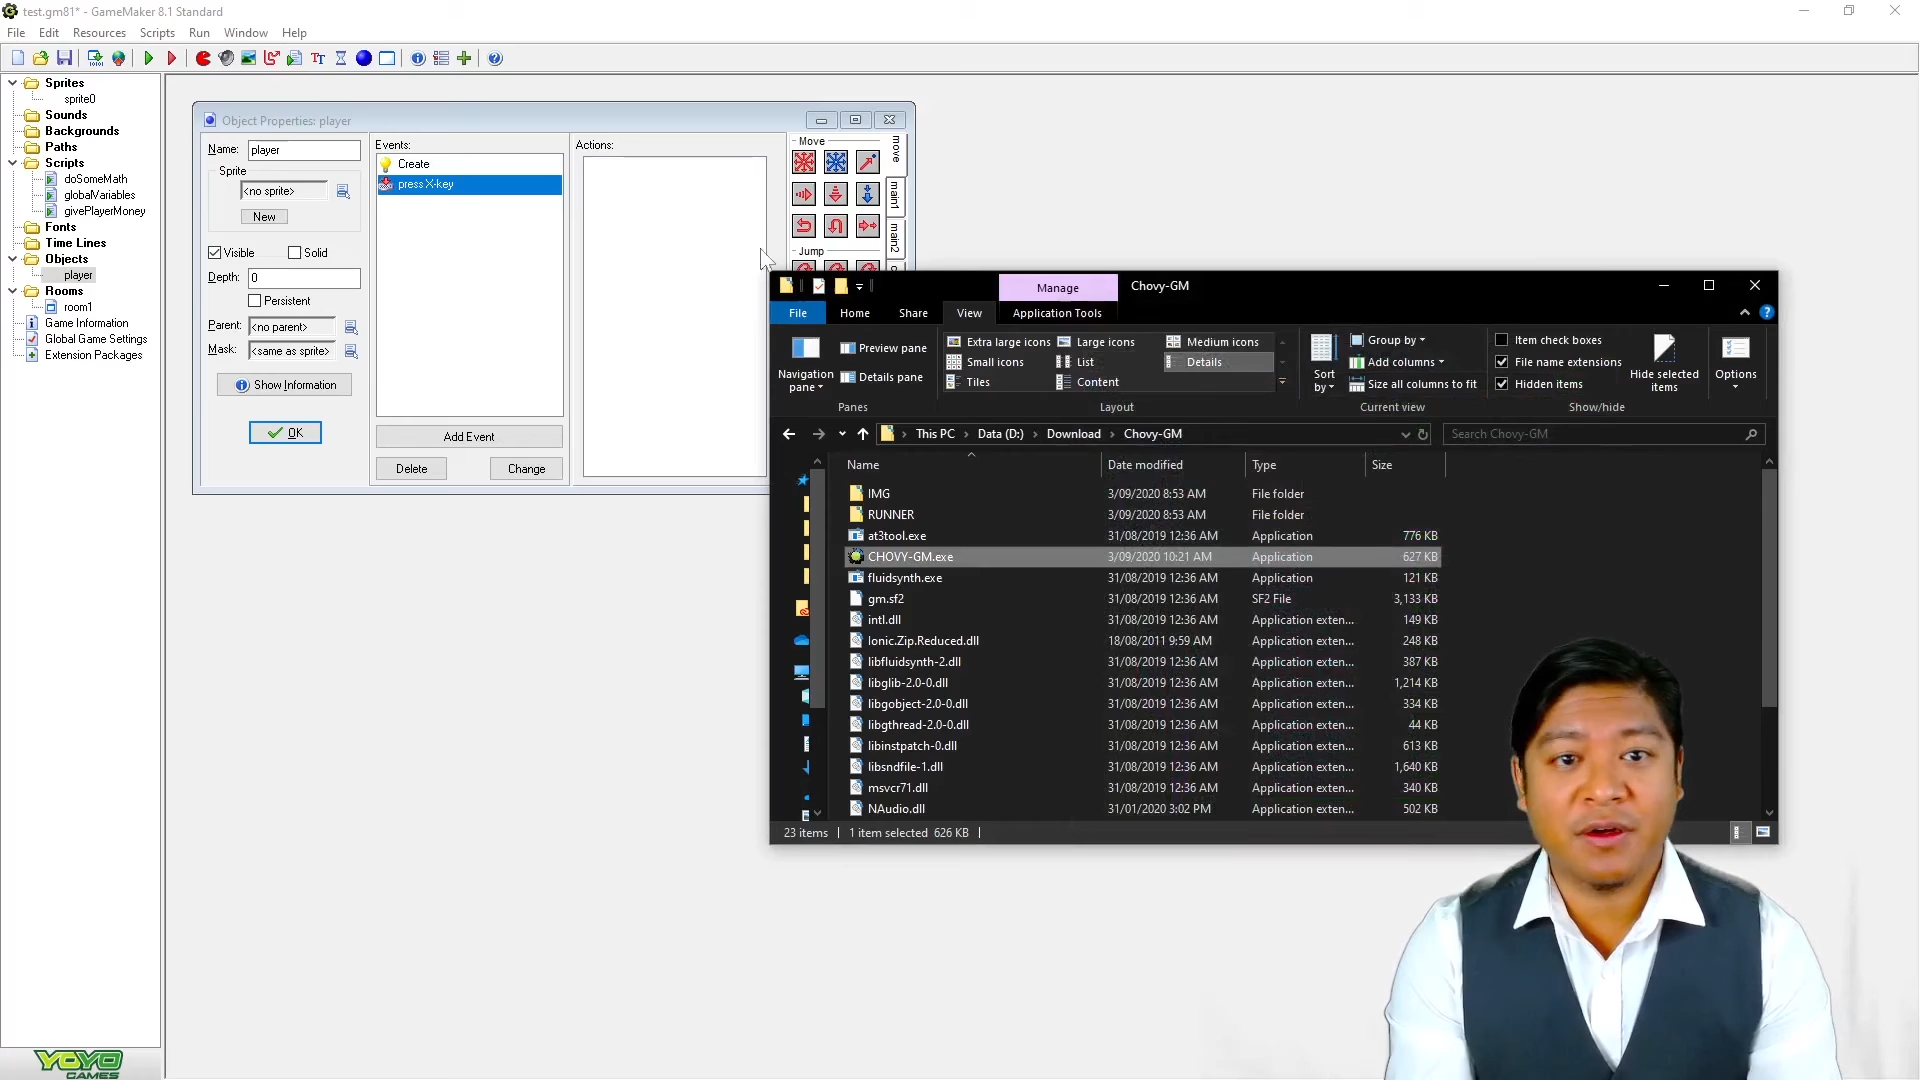 test.gm81* - GameMaker 8.1 Standard
File Edit Resources Scripts Run Window Help
Sprites
sprite0
Sounds
Backgrounds
Paths
Scripts
doSomeMath
globalVariables
givePlayerMoney
Fonts
Time Lines
Objects
player
Rooms
room1
Game Information
Global Game Settings
Extension Packages
YOYO
GAMES
Object Properties: player
Name: player
Sprite
<no sprite>
New
Visible Solid
Depth: 0
Persistent
Parent: <no parent>
Mask: <same as sprite>
Show Information
OK
Events:
Create
press X-key
Add Event
Delete Change
Actions:
Move
Jump
move
main1
main2
Manage Chovy-GM
File Home Share View Application Tools
Navigation pane
Preview pane
Details pane
Panes
Extra large icons Large icons Medium icons
Small icons List Details
Tiles Content
Layout
Sort by
Group by
Add columns
Size all columns to fit
Current view
Item check boxes
File name extensions
Hidden items
Hide selected items
Show/hide
Options
This PC Data (D:) Download Chovy-GM
Search Chovy-GM
Name Date modified Type Size
IMG 3/09/2020 8:53 AM File folder
RUNNER 3/09/2020 8:53 AM File folder
at3tool.exe 31/08/2019 12:36 AM Application 776 KB
CHOVY-GM.exe 3/09/2020 10:21 AM Application 627 KB
fluidsynth.exe 31/08/2019 12:36 AM Application 121 KB
gm.sf2 31/08/2019 12:36 AM SF2 File 3,133 KB
intl.dll 31/08/2019 12:36 AM Application exten... 149 KB
Ionic.Zip.Reduced.dll 18/08/2011 9:59 AM Application exten... 248 KB
libfluidsynth-2.dll 31/08/2019 12:36 AM Application exten... 387 KB
libglib-2.0-0.dll 31/08/2019 12:36 AM Application exten... 1,214 KB
libgobject-2.0-0.dll 31/08/2019 12:36 AM Application exten... 334 KB
libgthread-2.0-0.dll 31/08/2019 12:36 AM Application exten... 44 KB
libinstpatch-0.dll 31/08/2019 12:36 AM Application exten... 613 KB
libsndfile-1.dll 31/08/2019 12:36 AM Application exten... 1,640 KB
msvcr71.dll 31/08/2019 12:36 AM Application exten... 340 KB
NAudio.dll 31/01/2020 3:02 PM Application exten... 502 KB
23 items 1 item selected 626 KB